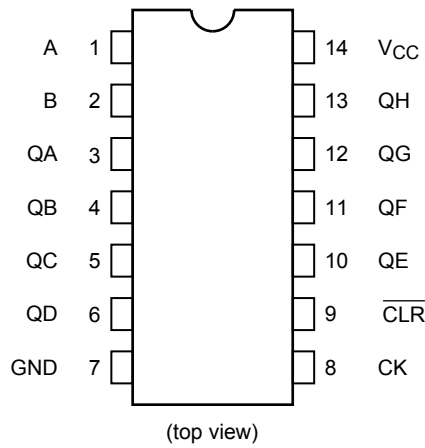 A 1 14 VCC
B 2 13 QH
QA 3 12 QG
QB 4 11 QF
QC 5 10 QE
QD 6 9 C̅L̅R̅
GND 7 8 CK
(top view)